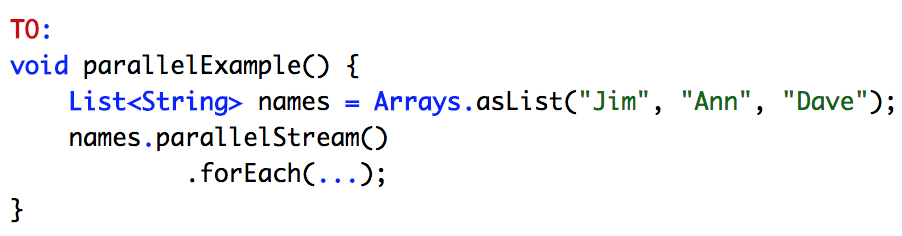 TO:
void parallelExample() {
    List<String> names = Arrays.asList("Jim", "Ann", "Dave");
    names.parallelStream()
            .forEach(...);
}